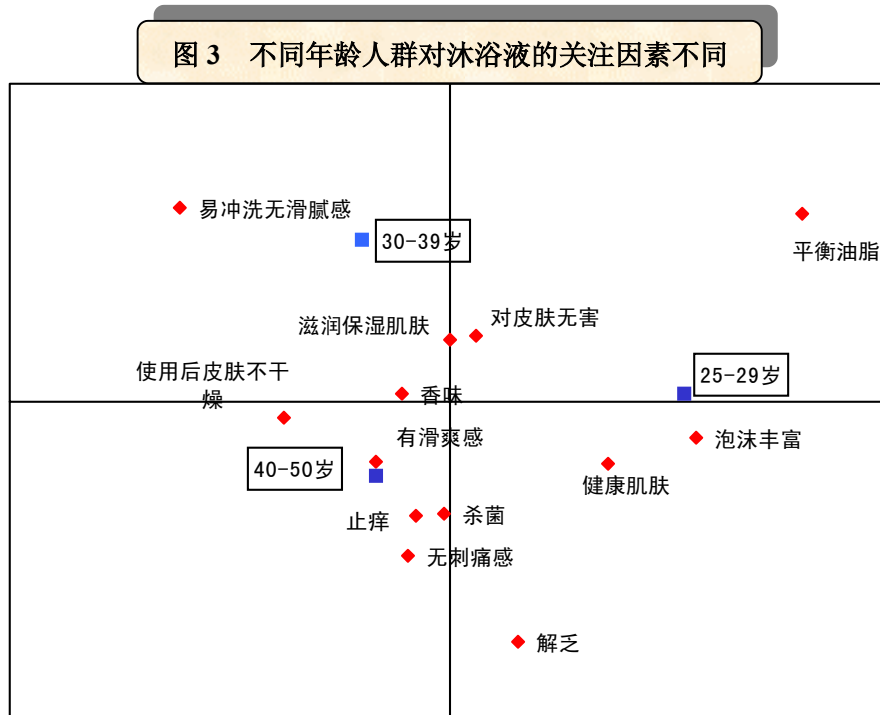 图 3　不同年龄人群对沐浴液的关注因素不同
易冲洗无滑腻感
30-39岁
平衡油脂
滋润保湿肌肤
对皮肤无害
使用后皮肤不干
燥
25-29岁
香味
有滑爽感
泡沫丰富
40-50岁
健康肌肤
止痒
杀菌
无刺痛感
解乏